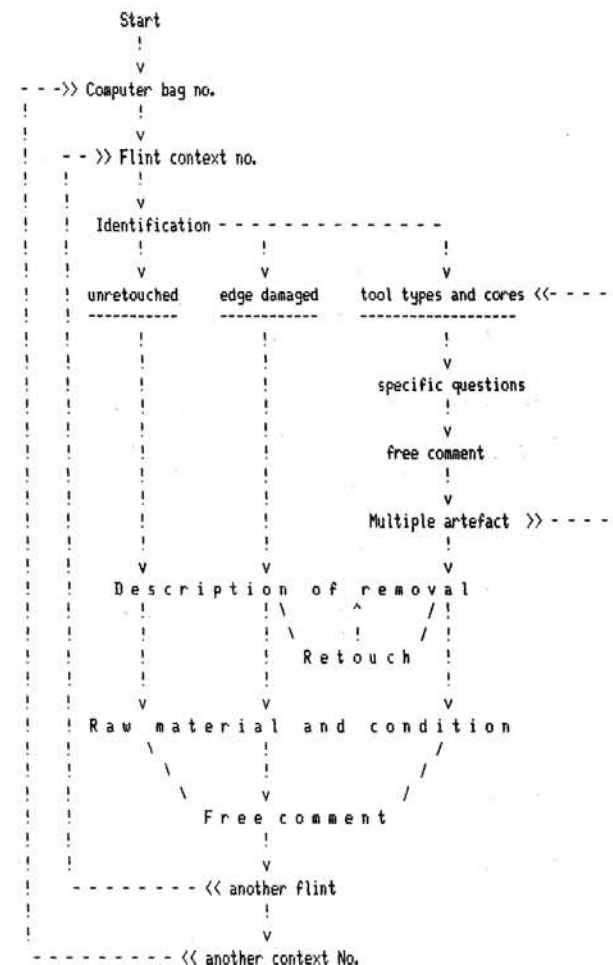 Start
Computer bag no.
Flint context no.
Identification
unretouched edge damaged tool types and cores
specific questions
free comment
Multiple artefact
Description of removal
Retouch
Raw material and condition
Free comment
another flint
another context No.